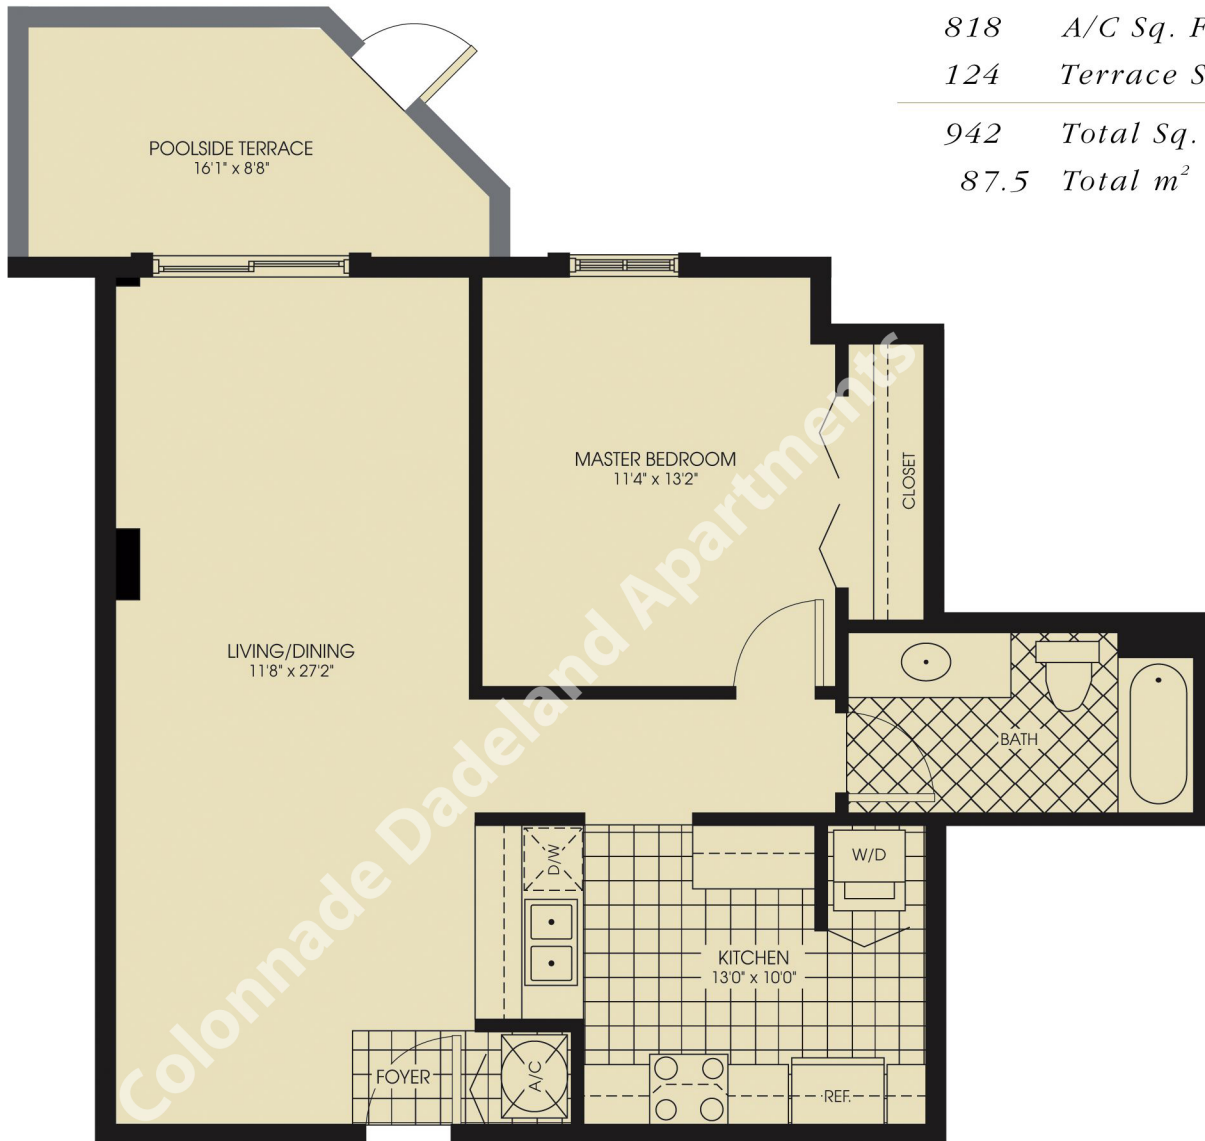 818 A/C Sq. F
124 Terrace S
942 Total Sq.
87.5 Total m²
POOLSIDE TERRACE
16'1" x 8'8"
MASTER BEDROOM
11'4" x 13'2"
CLOSET
LIVING/DINING
11'8" x 27'2"
BATH
D/W
W/D
KITCHEN
13'0" x 10'0"
FOYER
A/C
REF.
Colonnade Dadeland Apartments